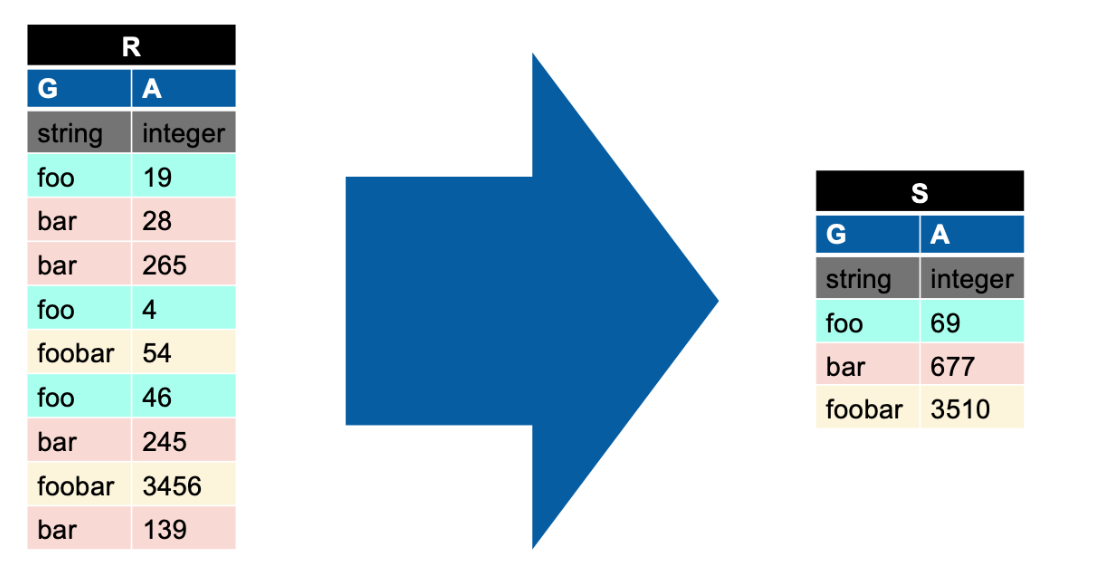 R
G A
string integer
foo 19
bar 28
bar 265
foo 4
foobar 54
foo 46
bar 245
foobar 3456
bar 139
S
G A
string integer
foo 69
bar 677
foobar 3510